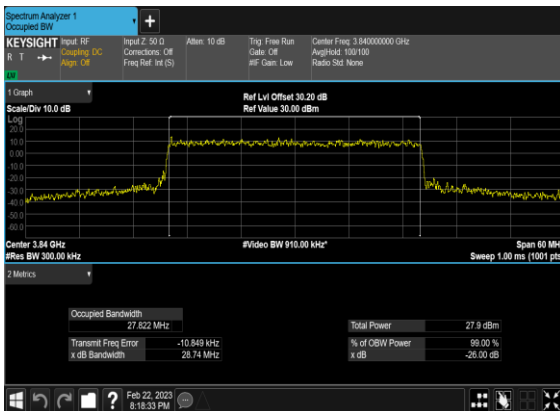 Spectrum Analyzer 1
Occupied BW
+
KEYSIGHT Input: RF Input Z: 50 Ω Atten: 10 dB Trig: Free Run Center Freq: 3.840000000 GHz
R T Coupling: DC Corrections: Off Gate: Off Avg|Hold: 100/100
Align: Off Freq Ref: Int (S) #IF Gain: Low Radio Std: None
LV
1 Graph
Ref Lvl Offset 30.20 dB
Scale/Div 10.0 dB Ref Value 30.00 dBm
Log
20.0
10.0
0.00
-10.0
-20.0
-30.0
-40.0
-50.0
-60.0
Center 3.84 GHz #Video BW 910.00 kHz* Span 60 MH
#Res BW 300.00 kHz Sweep 1.00 ms (1001 pts
2 Metrics
Occupied Bandwidth
27.822 MHz Total Power 27.9 dBm
Transmit Freq Error -10.849 kHz % of OBW Power 99.00 %
x dB Bandwidth 28.74 MHz x dB -26.00 dB
? Feb 22, 2023
8:18:33 PM